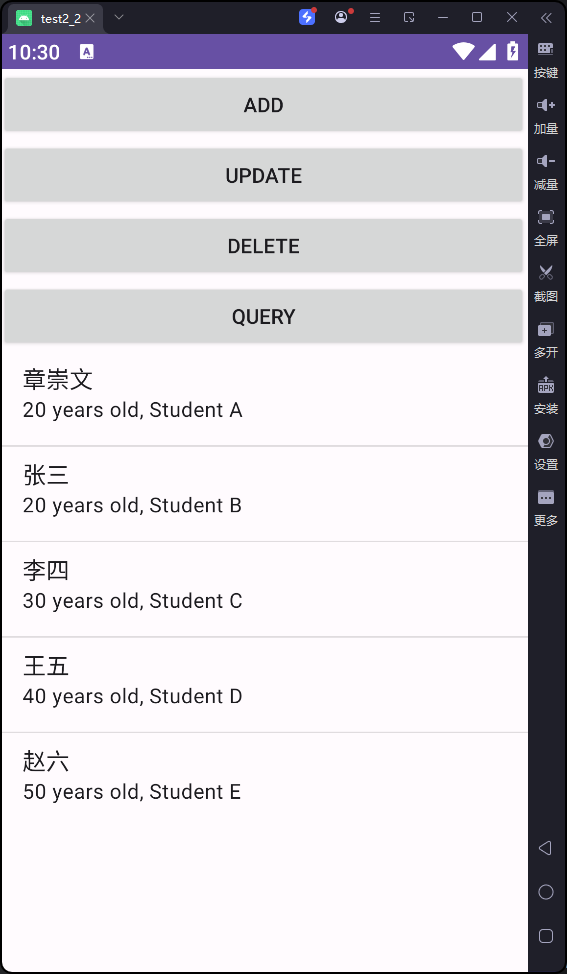 test2_2
10:30
A
ADD
UPDATE
DELETE
QUERY
章崇文
20 years old, Student A
张三
20 years old, Student B
李四
30 years old, Student C
王五
40 years old, Student D
赵六
50 years old, Student E
按键
加量
减量
全屏
截图
多开
APK
安装
设置
更多